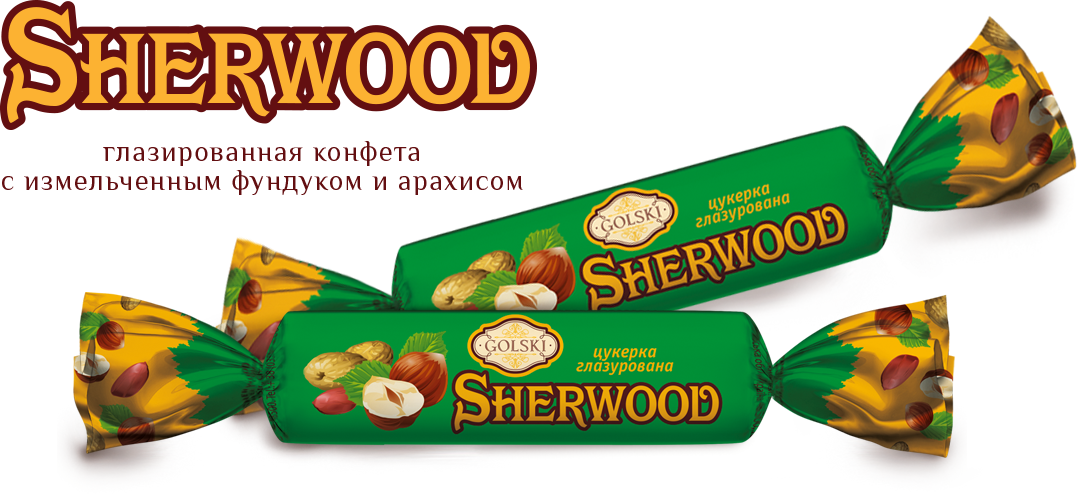 SHERWOOD
глазированная конфета
с измельченным фундуком и арахисом
GOLSKI
цукерка
глазурована
SHERWOOD
GOLSKI
цукерка
глазурована
SHERWOOD